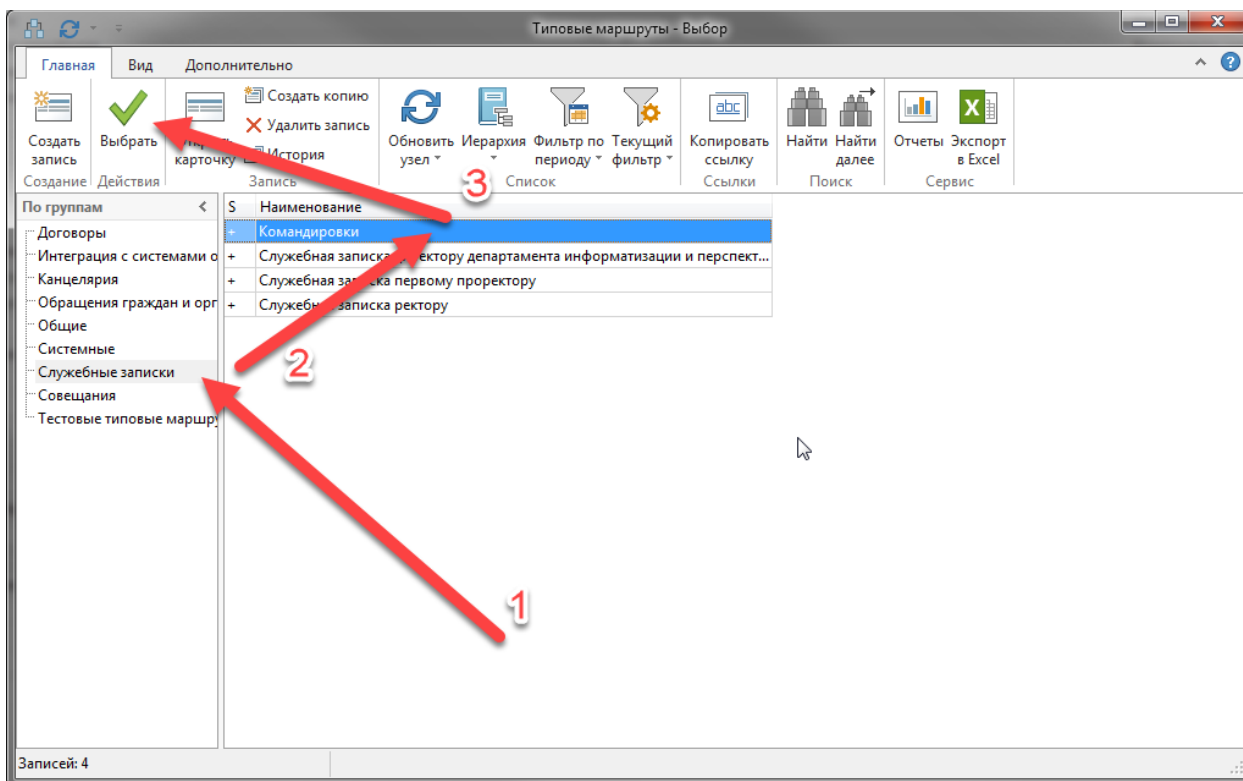 Типовые маршруты - Выбор
Главная Вид Дополнительно
Создать запись
Выбрать
карточку
Создать копию
Удалить запись
История
Обновить узел
Иерархия
Фильтр по периоду
Текущий фильтр
abc
Копировать ссылку
Найти
Найти далее
Отчеты
X
Экспорт в Excel
Создание Действия Запись Список Ссылки Поиск Сервис
3
По группам
Договоры
Интеграция с системами о
Канцелярия
Обращения граждан и орг
Общие
Системные
Служебные записки
Совещания
Тестовые типовые маршру
S Наименование
+ Командировки
+ Служебная записка департамента информатизации и перспект...
+ Служебная записка первому проректору
+ Служебная записка ректору
2
1
Записей: 4